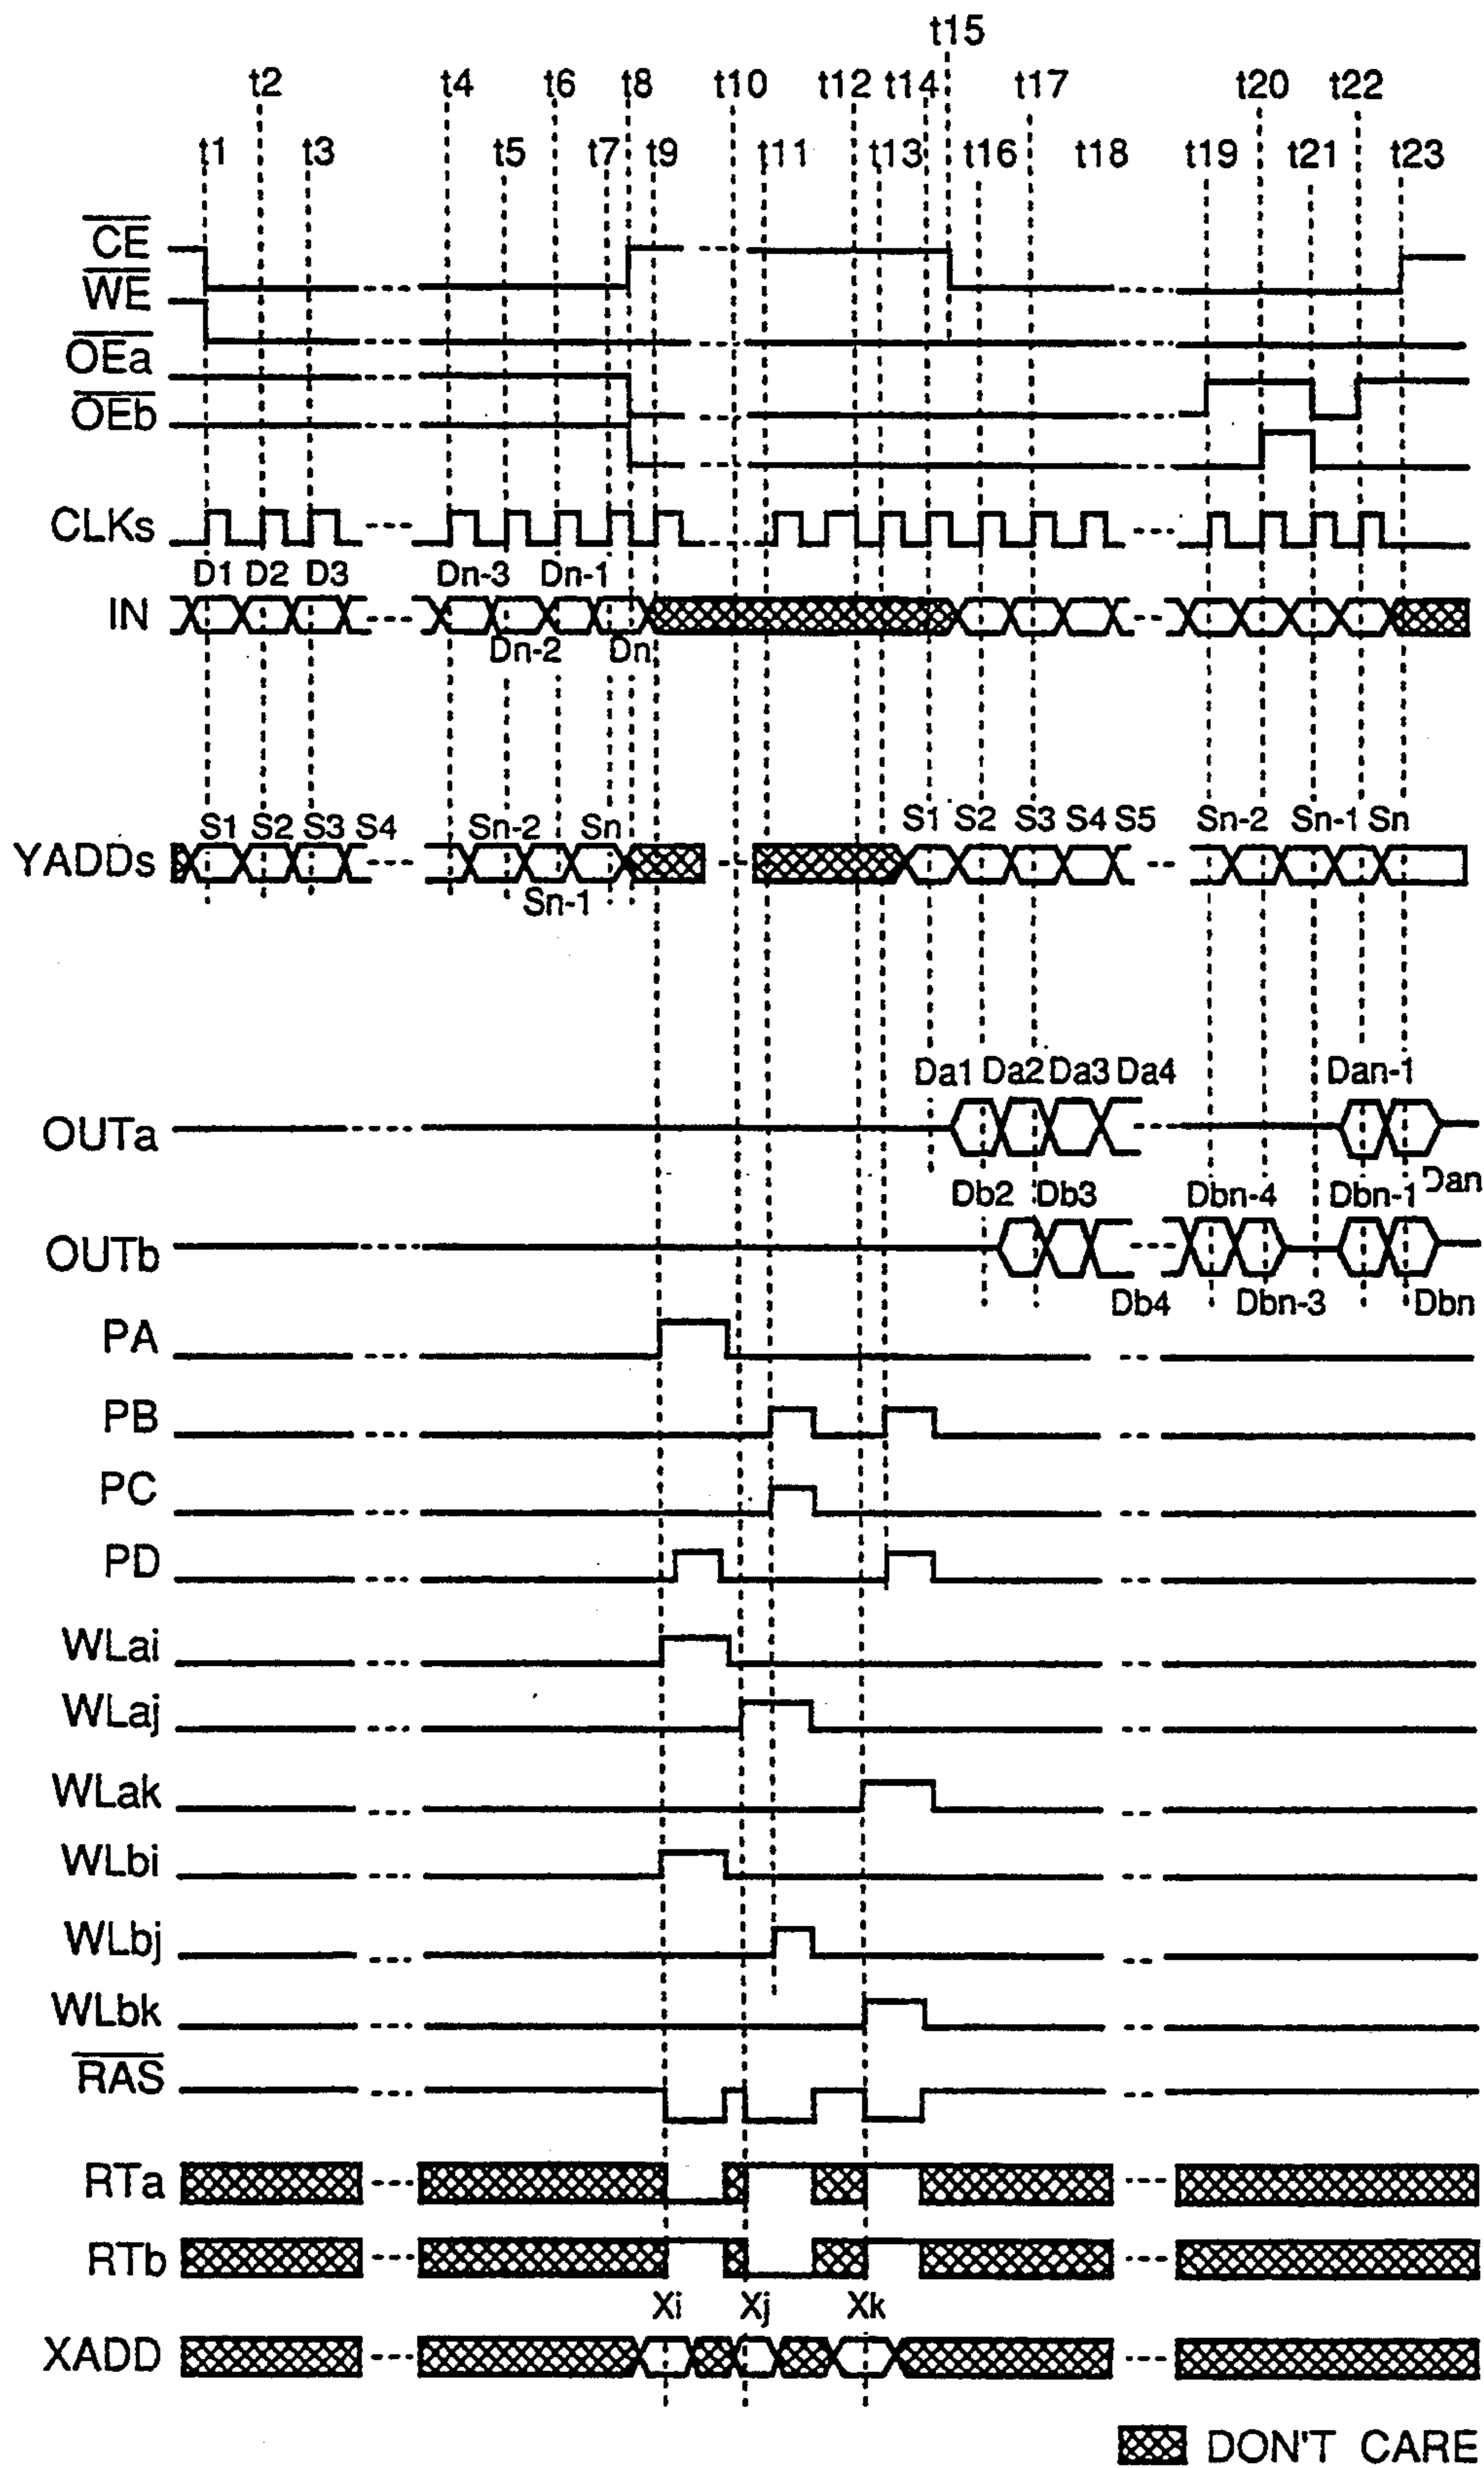 t15
t2 t4 t6 t8 t10 t12 t14 t17 t20 t22
t1 t3 t5 t7 t9 t11 t13 t16 t18 t19 t21 t23
CE
WE
OEa
OEb
CLKs
D1 D2 D3 Dn-3 Dn-1
IN
Dn-2 Dn
S1 S2 S3 S4 Sn-2 Sn S1 S2 S3 S4 S5 Sn-2 Sn-1 Sn
YADDs
Sn-1
Da1 Da2 Da3 Da4 Dan-1
OUTa
Dan
Db2 Db3 Dbn-4 Dbn-1
OUTb
Db4 Dbn-3 Dbn
PA
PB
PC
PD
WLai
WLaj
WLak
WLbi
WLbj
WLbk
RAS
RTa
RTb
Xi Xj Xk
XADD
DON'T CARE